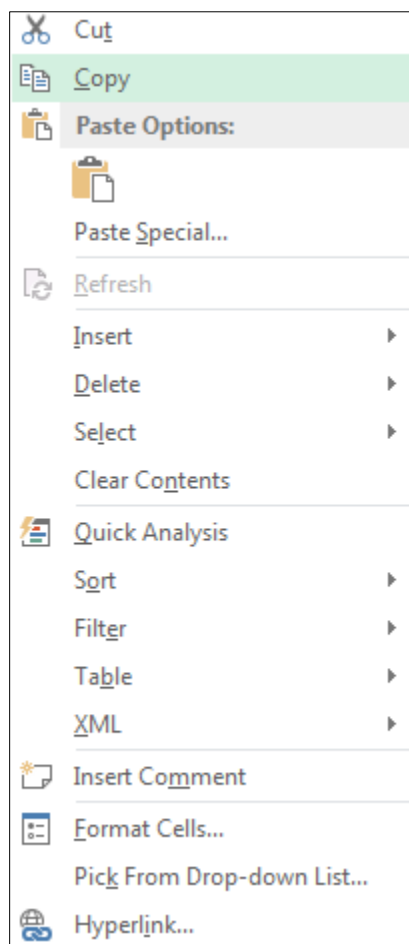 Cut
Copy
Paste Options:
Paste Special...
Refresh
Insert
Delete
Select
Clear Contents
Quick Analysis
Sort
Filter
Table
XML
Insert Comment
Format Cells...
Pick From Drop-down List...
Hyperlink...